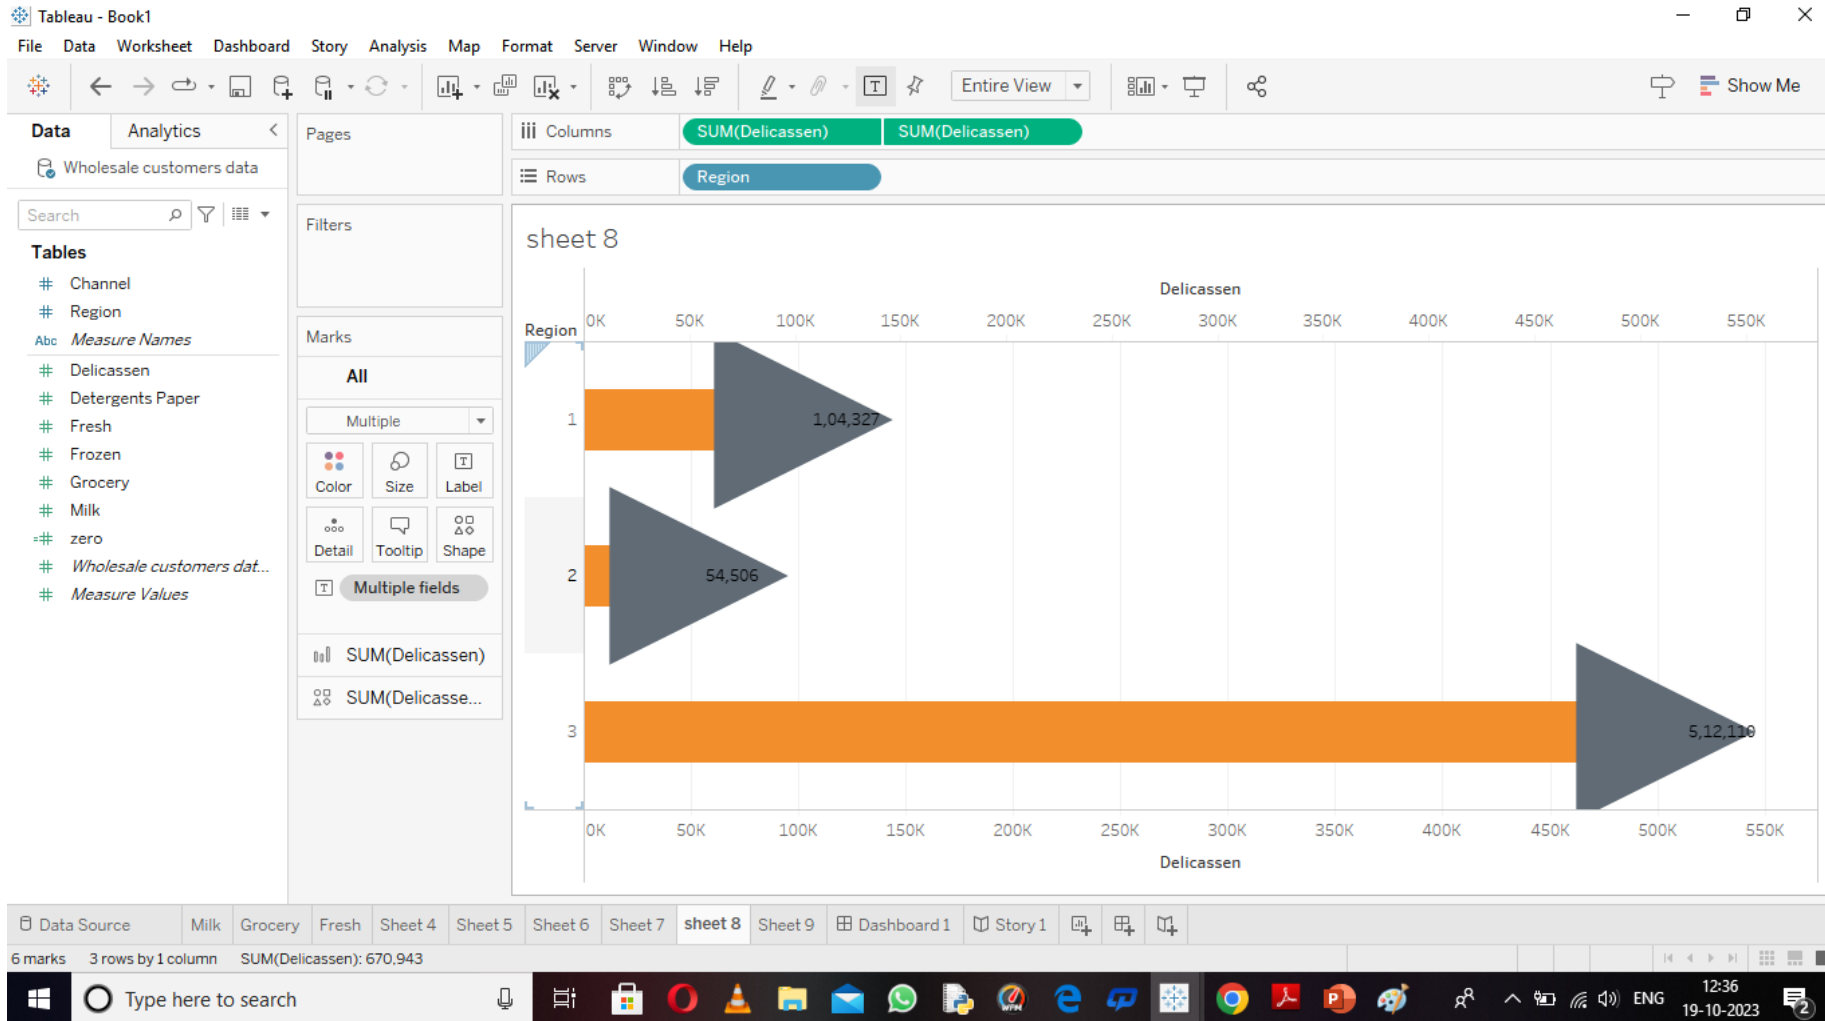 Tableau - Book1
File Data Worksheet Dashboard Story Analysis Map Format Server Window Help
T Entire View Show Me
Data Analytics
Wholesale customers data
Search
Tables
Channel
Region
Abc Measure Names
Delicassen
Detergents Paper
Fresh
Frozen
Grocery
Milk
zero
Wholesale customers dat...
Measure Values
Pages
Filters
Marks
All
Multiple
Color Size Label
Detail Tooltip Shape
Multiple fields
SUM(Delicassen)
SUM(Delicasse...
Columns SUM(Delicassen) SUM(Delicassen)
Rows Region
sheet 8
Delicassen
Region 0K 50K 100K 150K 200K 250K 300K 350K 400K 450K 500K 550K
1 1,04,327
2 54,506
3 5,12,110
0K 50K 100K 150K 200K 250K 300K 350K 400K 450K 500K 550K
Delicassen
Data Source Milk Grocery Fresh Sheet 4 Sheet 5 Sheet 6 Sheet 7 sheet 8 Sheet 9 Dashboard 1 Story 1
6 marks 3 rows by 1 column SUM(Delicassen): 670,943
Type here to search
ENG
12:36
19-10-2023
2